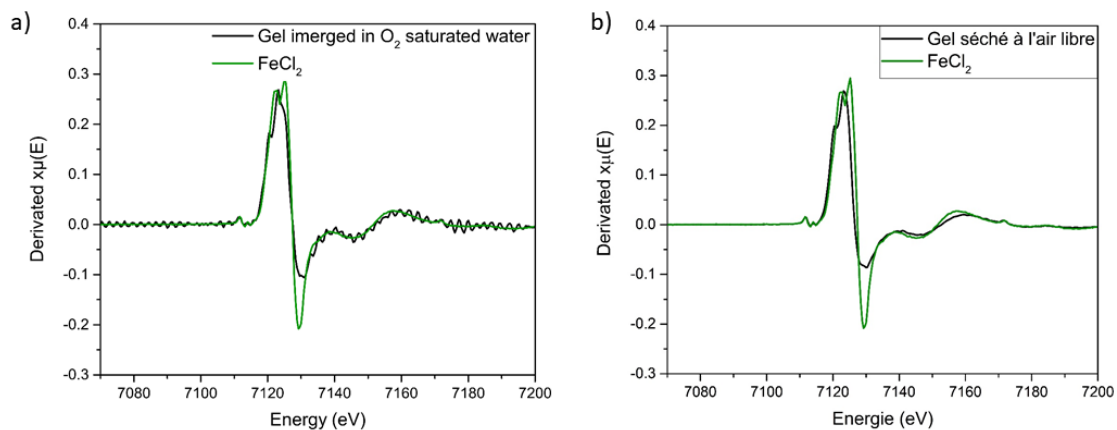 a)
Gel imerged in O₂ saturated water
FeCl₂
Derivated xμ(E)
0.4
0.3
0.2
0.1
0.0
-0.1
-0.2
-0.3
7080 7100 7120 7140 7160 7180 7200
Energy (eV)
b)
Gel séché à l'air libre
FeCl₂
Derivated xμ(E)
0.4
0.3
0.2
0.1
0.0
-0.1
-0.2
-0.3
7080 7100 7120 7140 7160 7180 7200
Energie (eV)